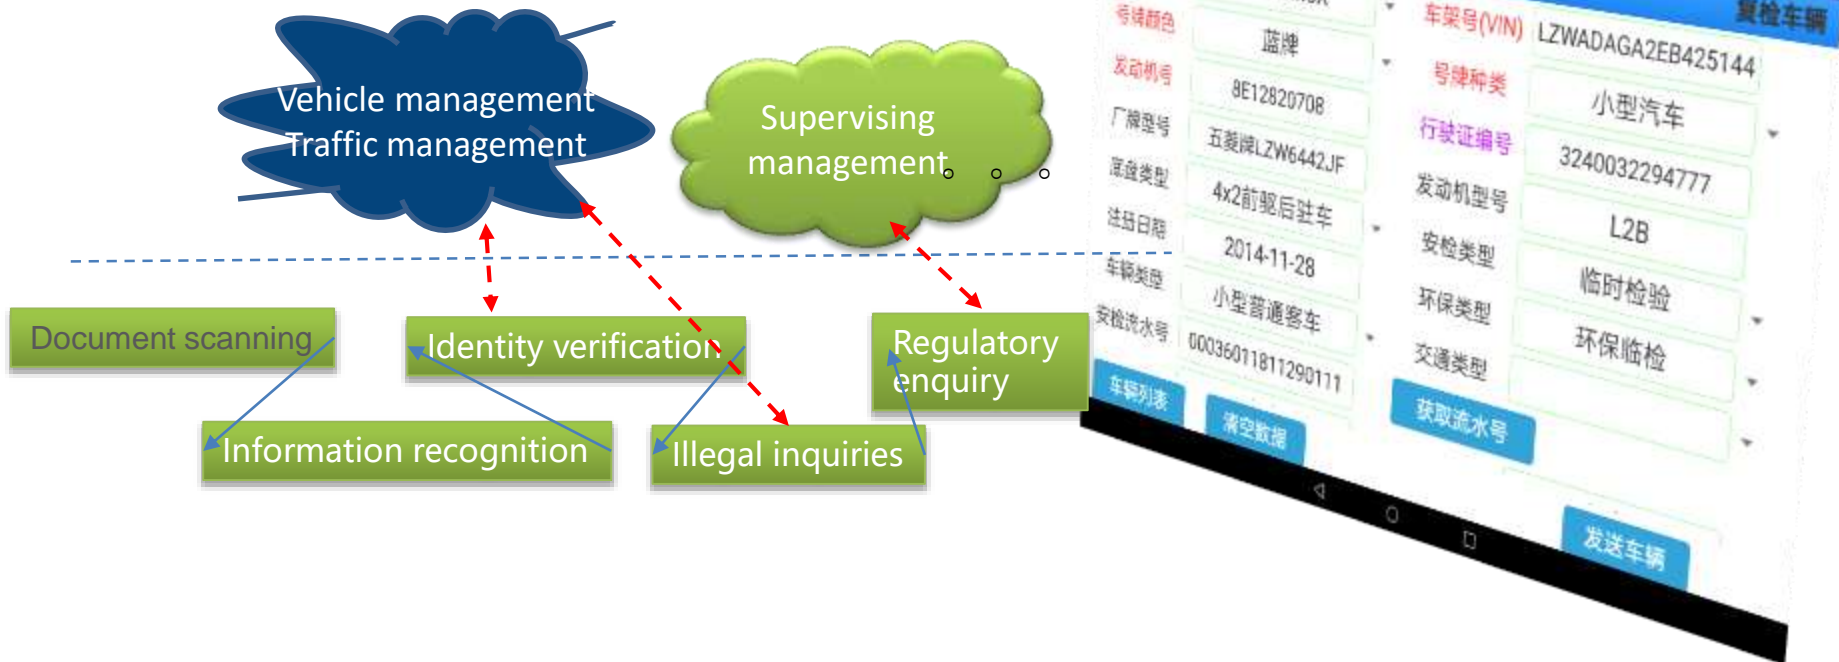 Vehicle management
Traffic management
Supervising
management。 。 。
Document scanning
Identity verification
Regulatory
enquiry
Information recognition
Illegal inquiries
复检车辆
号牌颜色
蓝牌
车架号(VIN)
LZWADAGA2EB425144
发动机号
8E12820708
号牌种类
小型汽车
厂牌型号
五菱牌LZW6442JF
行驶证编号
3240032294777
底盘类型
4x2前驱后驻车
发动机型号
L2B
注册日期
2014-11-28
安检类型
临时检验
车辆类型
小型普通客车
环保类型
环保临检
安检流水号
00036011811290111
交通类型
车辆列表
清空数据
获取流水号
发送车辆